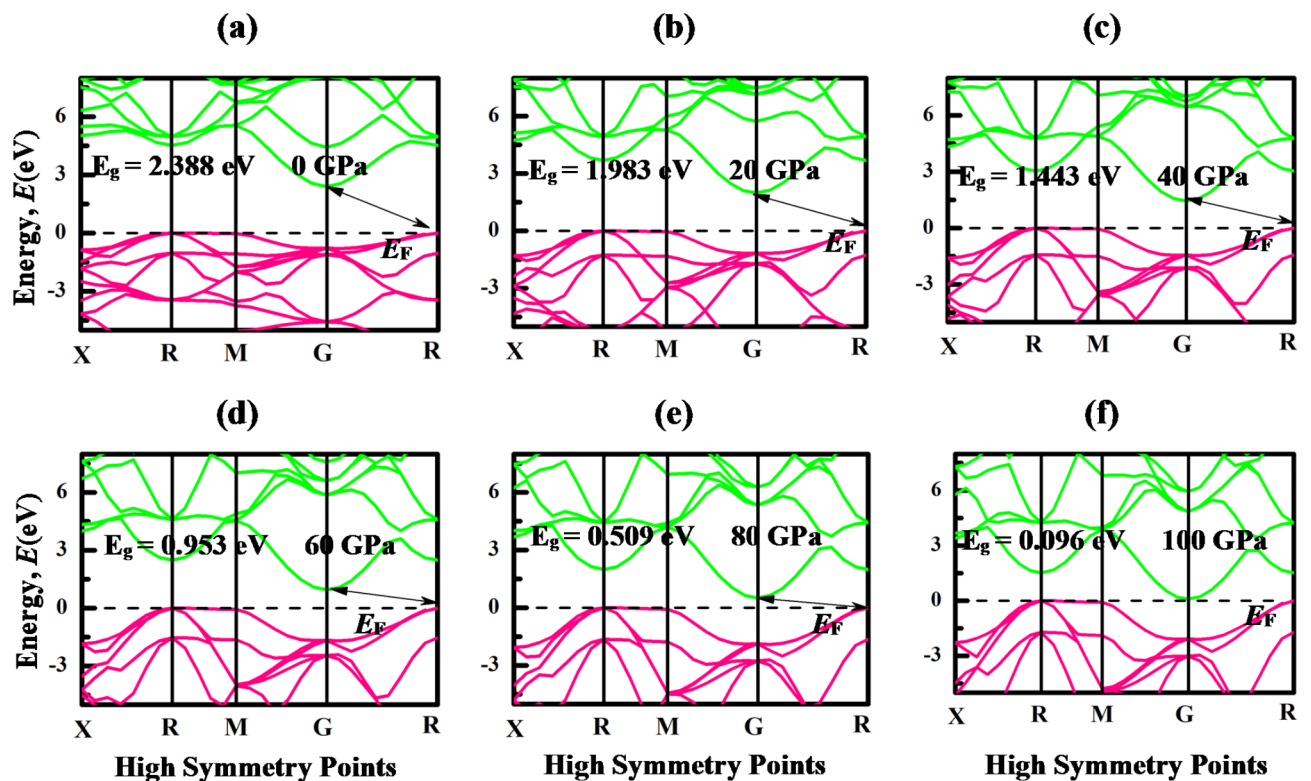 (a)
(b)
(c)
Energy, E(eV)
6
3
0
-3
Eg = 2.388 eV 0 GPa
EF
X R M G R
6
3
0
-3
Eg = 1.983 eV 20 GPa
EF
X R M G R
6
3
0
-3
Eg = 1.443 eV 40 GPa
EF
X R M G R
(d)
(e)
(f)
Energy, E(eV)
6
3
0
-3
Eg = 0.953 eV 60 GPa
EF
X R M G R
High Symmetry Points
6
3
0
-3
Eg = 0.509 eV 80 GPa
EF
X R M G R
High Symmetry Points
6
3
0
-3
Eg = 0.096 eV 100 GPa
EF
X R M G R
High Symmetry Points